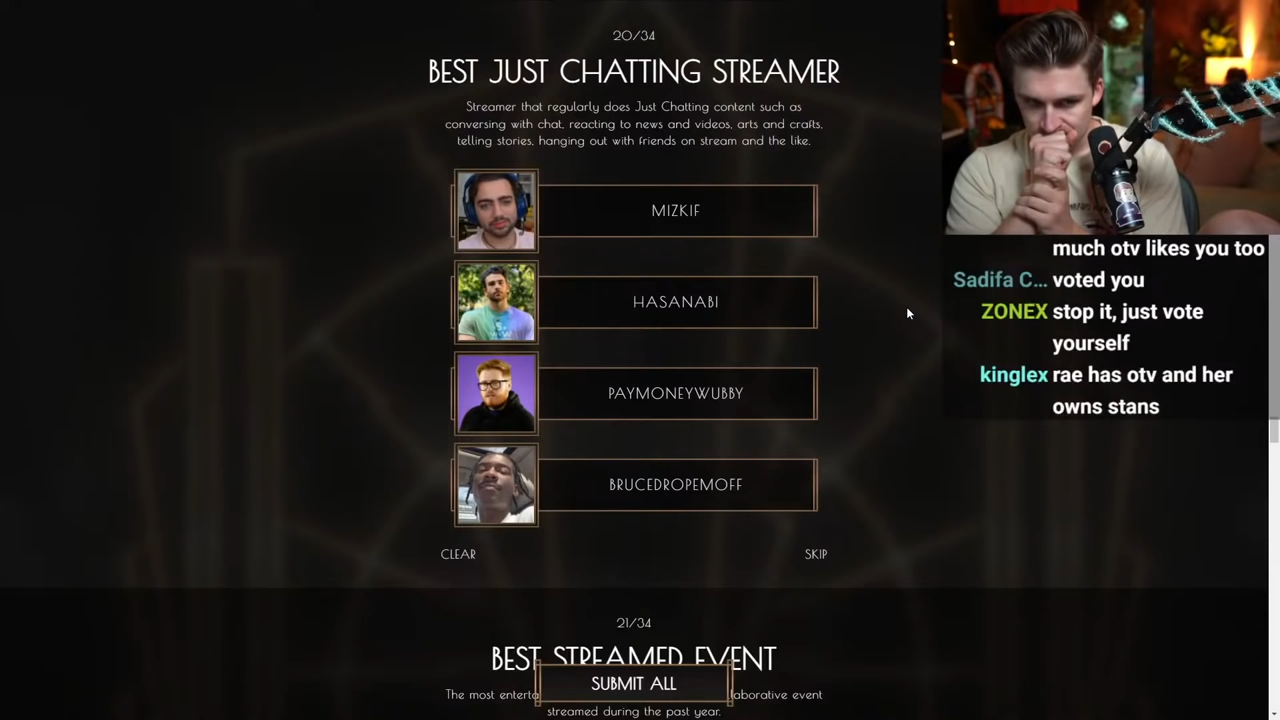 20/34
BEST JUST CHATTING STREAMER
Streamer that regularly does Just Chatting content such as
conversing with chat, reacting to news and videos, arts and crafts,
telling stories, hanging out with friends on stream and the like.
MIZKIF
HASANABI
PAYMONEYWUBBY
BRUCEDROPEMOFF
CLEAR
SKIP
21/34
BEST STREAMED EVENT
The most enterta
laborative event
streamed during the past year.
SUBMIT ALL
much otv likes you too
Sadifa C... voted you
ZONEX stop it, just vote
yourself
kinglex rae has otv and her
owns stans